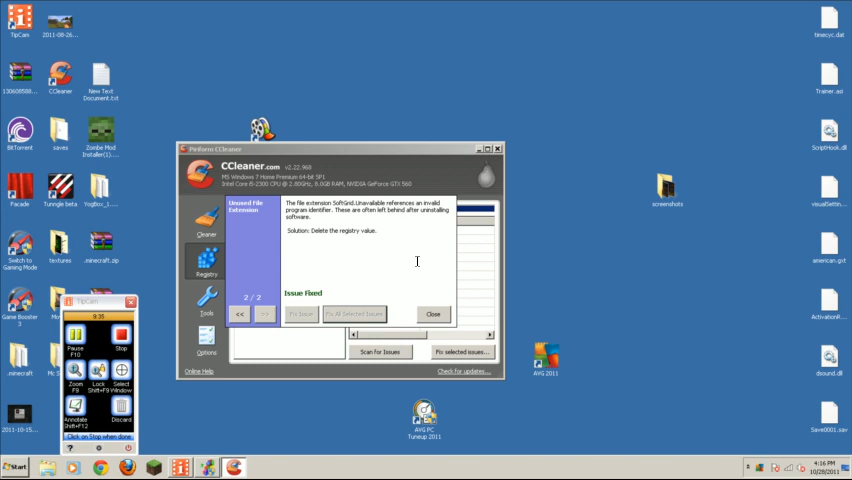 TipCam
2011-08-26...
130608588...
CCleaner
New Text
Document.txt
BitTorrent
saves
Zombe Mod
Installer(1)...
Facade
Tunngle beta
YogBox_1...
Switch to
Gaming Mode
textures
.minecraft.zip
Game Booster
3
.minecraft
Mc S
2011-10-15...
TipCam
9:35
Pause
F10
Stop
Zoom
F9
Lock
Shift+F9
Select
Window
Annotate
Shift+F12
Discard
Click on Stop when done
?
Piriform CCleaner
CCleaner.com v2.22.968
MS Windows 7 Home Premium 64-bit SP1
Intel Core i5-2300 CPU @ 2.80GHz, 8.0GB RAM, NVIDIA GeForce GTX 560
Cleaner
Registry
Tools
Options
Unused File
Extension
2 / 2
<<
>>
The file extension SoftGrid.Unavailable references an invalid
program identifier. These are often left behind after uninstalling
software.
Solution: Delete the registry value.
Issue Fixed
Fix Issue
Fix All Selected Issues
Close
Scan for Issues
Fix selected issues...
Online Help
Check for updates...
AVG PC
Tuneup 2011
AVG 2011
screenshots
timecyc.dat
Trainer.asi
ScriptHook.dll
visualSetti...
american.gxt
ActivationR...
dsound.dll
Save0001.sav
Start
4:16 PM
10/28/2011